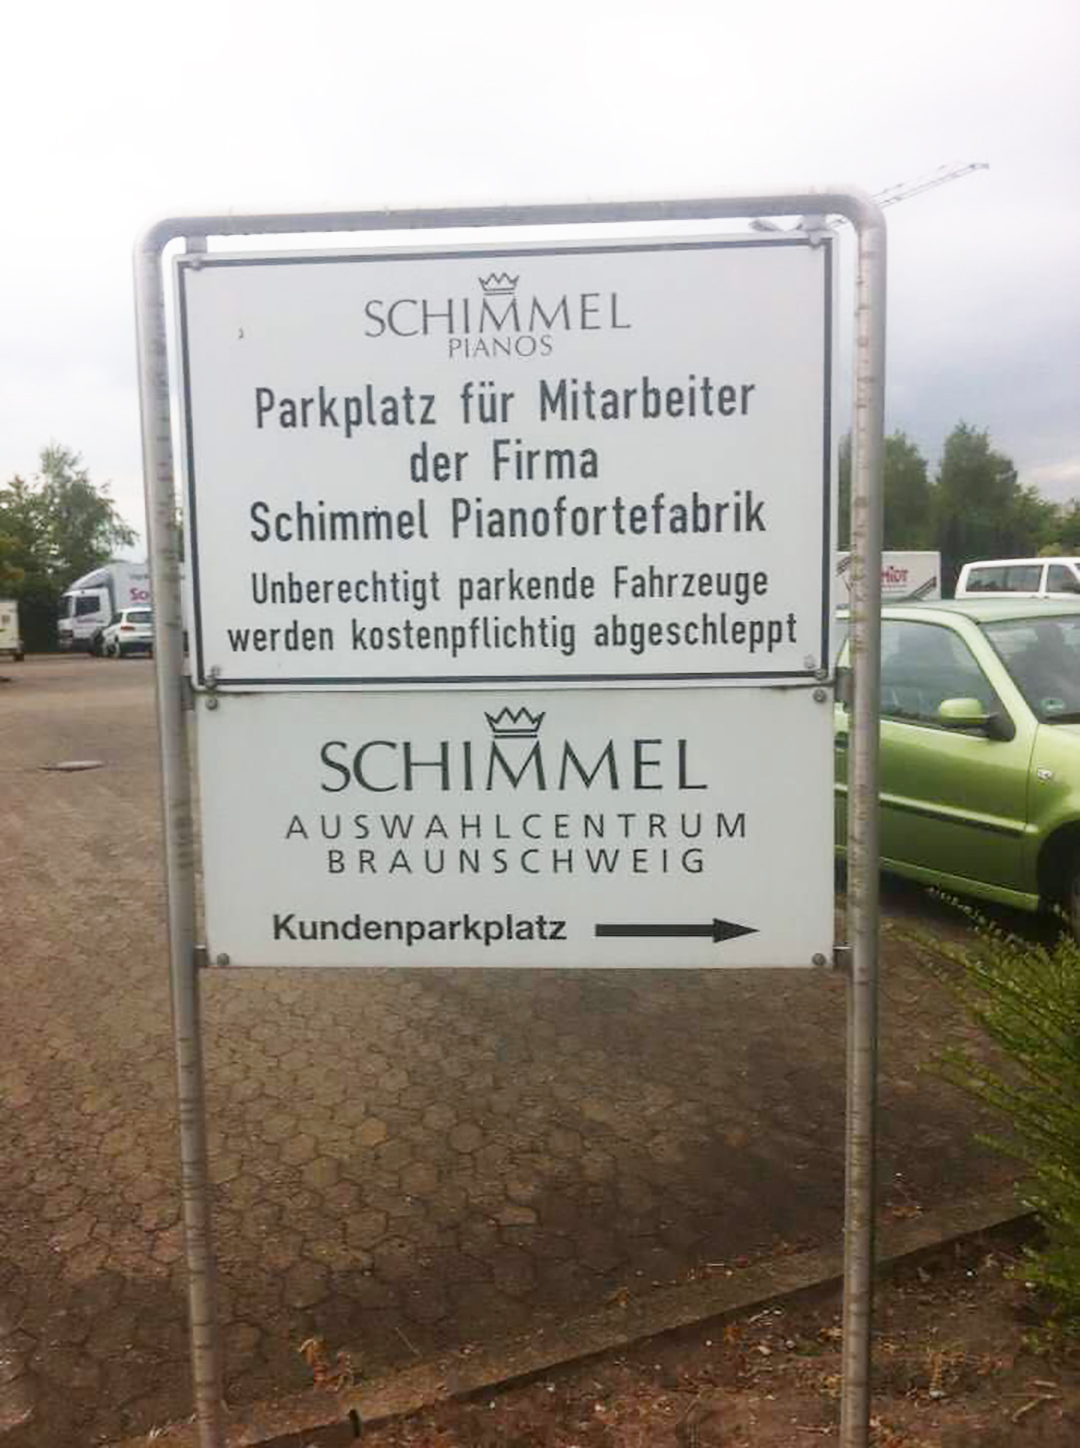 SCHIMMEL
PIANOS
Parkplatz für Mitarbeiter
der Firma
Schimmel Pianofortefabrik
Unberechtigt parkende Fahrzeuge
werden kostenpflichtig abgeschleppt
SCHIMMEL
AUSWAHLCENTRUM
BRAUNSCHWEIG
Kundenparkplatz